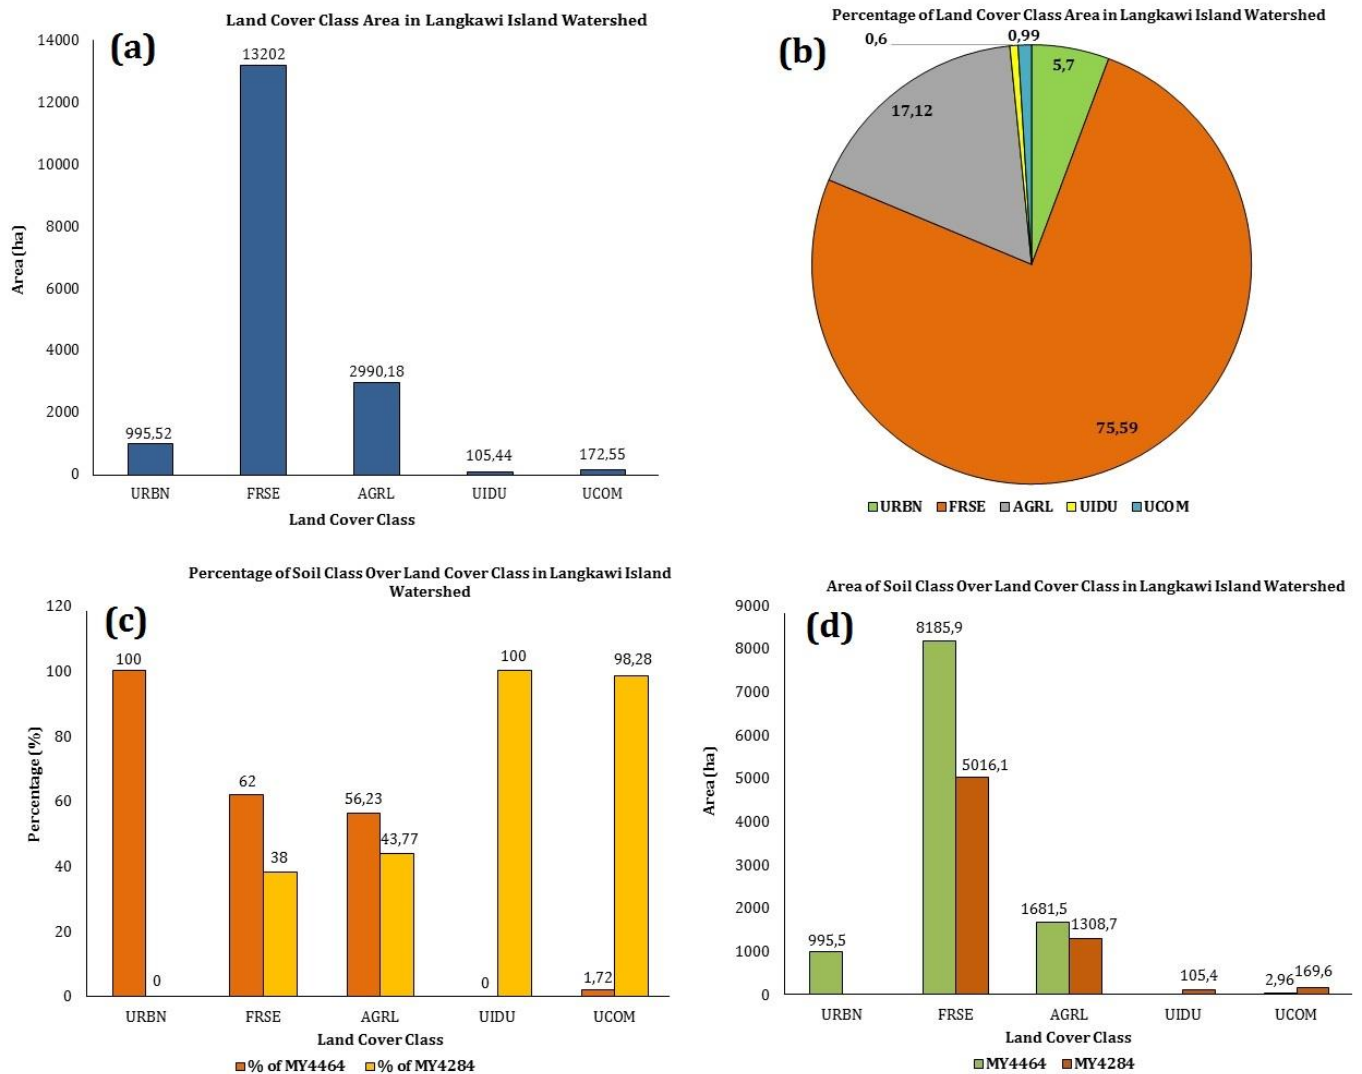 Land Cover Class Area in Langkawi Island Watershed
(a)
14000
12000
10000
8000
6000
4000
2000
0
Area (ha)
995,52
13202
2990,18
105,44
172,55
URBN FRSE AGRL UIDU UCOM
Land Cover Class
Percentage of Land Cover Class Area in Langkawi Island Watershed
(b)
0,6
0,99
5,7
17,12
75,59
URBN FRSE AGRL UIDU UCOM
Percentage of Soil Class Over Land Cover Class in Langkawi Island
Watershed
(c)
120
100
80
60
40
20
0
Percentage (%)
100
0
62
38
56,23
43,77
0
100
1,72
98,28
URBN FRSE AGRL UIDU UCOM
Land Cover Class
% of MY4464 % of MY4284
Area of Soil Class Over Land Cover Class in Langkawi Island Watershed
(d)
9000
8000
7000
6000
5000
4000
3000
2000
1000
0
Area (ha)
995,5
8185,9
5016,1
1681,5
1308,7
105,4
2,96
169,6
URBN FRSE AGRL UIDU UCOM
Land Cover Class
MY4464 MY4284